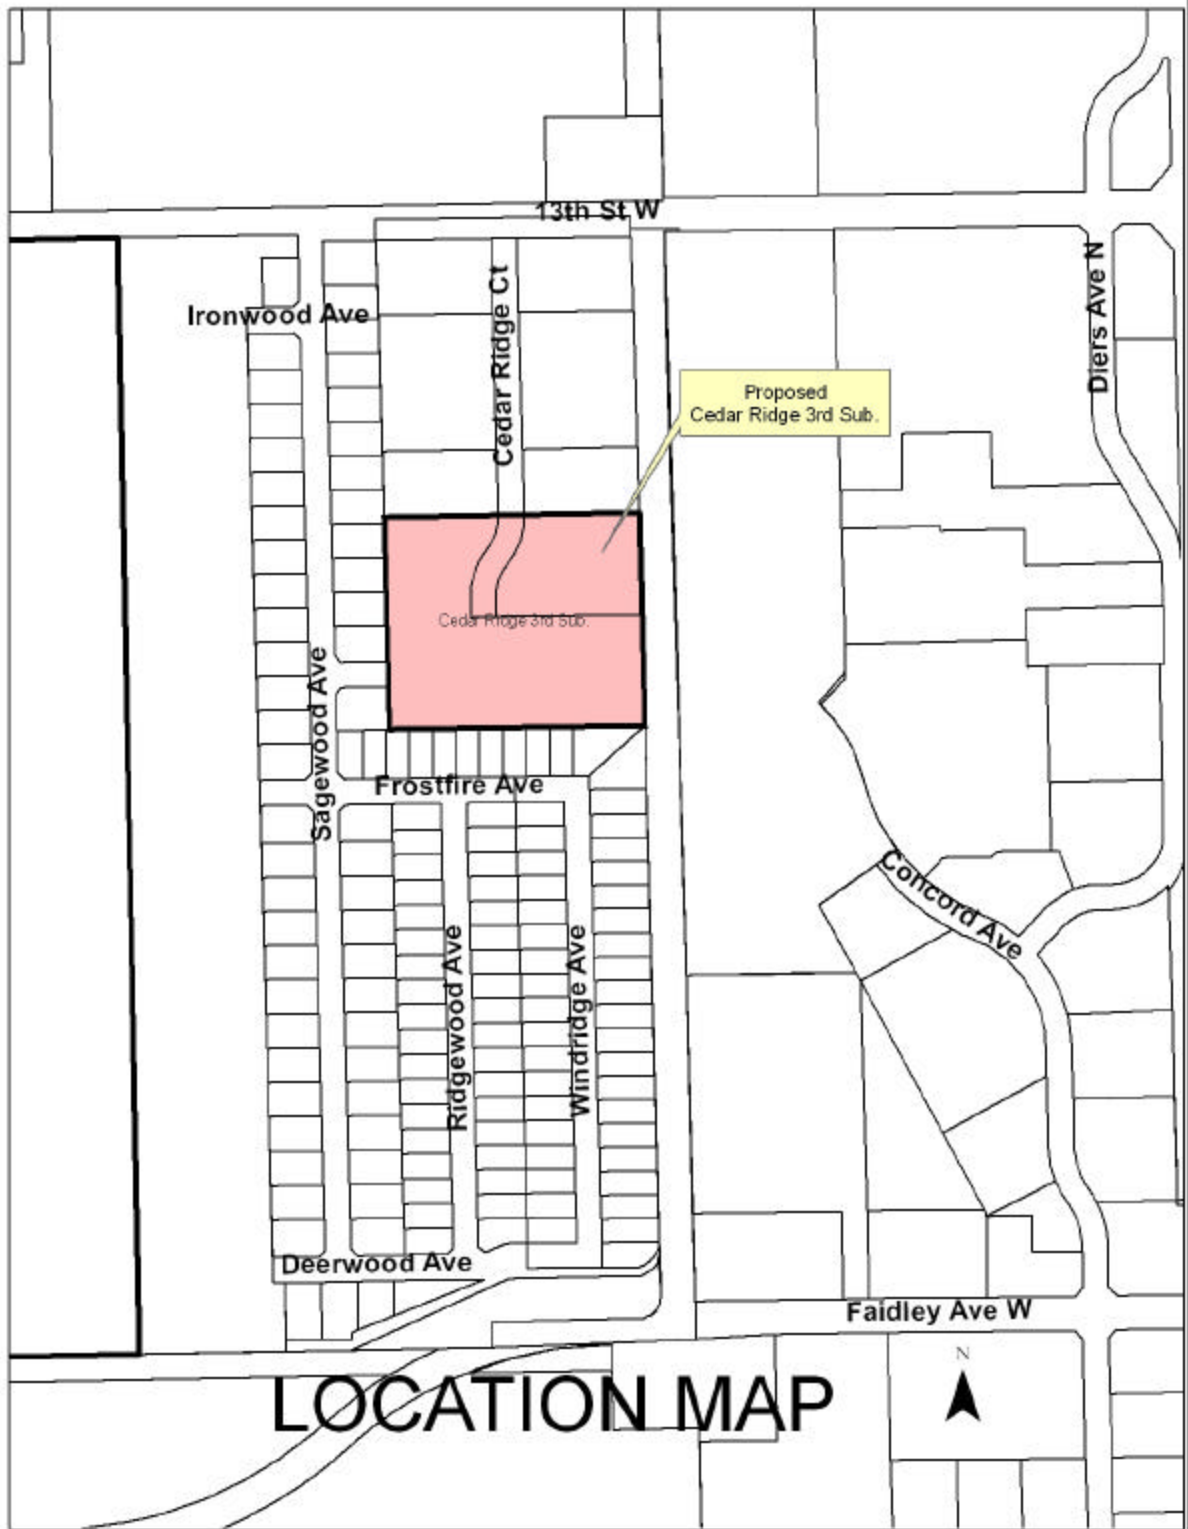 13th St W
Ironwood Ave
Cedar Ridge Ct
Diers Ave N
Proposed
Cedar Ridge 3rd Sub.
Cedar Ridge 3rd Sub.
Sagewood Ave
Frostfire Ave
Concord Ave
Ridgewood Ave
Windridge Ave
Deerwood Ave
Faidley Ave W
N
LOCATION MAP